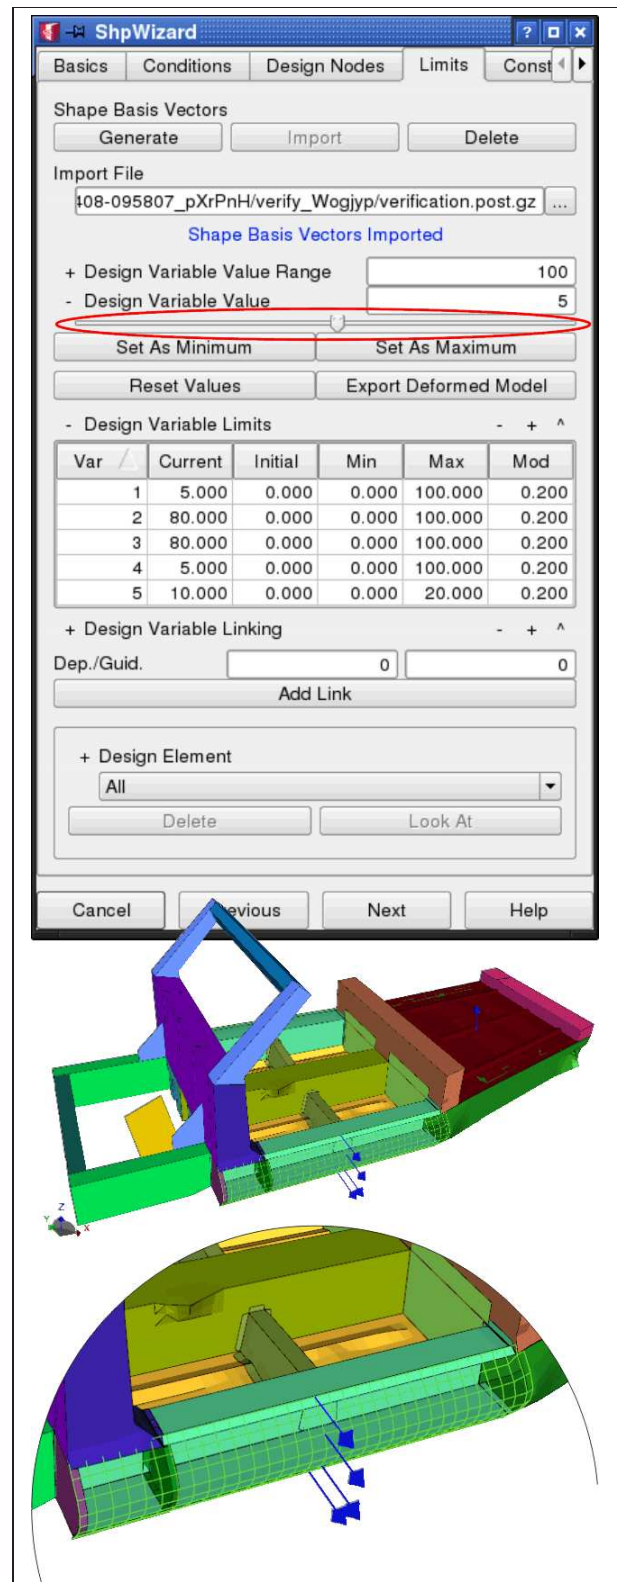 ShpWizard
Basics Conditions Design Nodes Limits Const
Shape Basis Vectors
Generate Import Delete
Import File
408-095807_pXrPnH/verify_Wogjyp/verification.post.gz ...
Shape Basis Vectors Imported
+ Design Variable Value Range 100
- Design Variable Value 5
Set As Minimum Set As Maximum
Reset Values Export Deformed Model
- Design Variable Limits - + ^
Var Current Initial Min Max Mod
1 5.000 0.000 0.000 100.000 0.200
2 80.000 0.000 0.000 100.000 0.200
3 80.000 0.000 0.000 100.000 0.200
4 5.000 0.000 0.000 100.000 0.200
5 10.000 0.000 0.000 20.000 0.200
+ Design Variable Linking - + ^
Dep./Guid. 0 0
Add Link
+ Design Element
All
Delete Look At
Cancel evious Next Help
Z
Y X